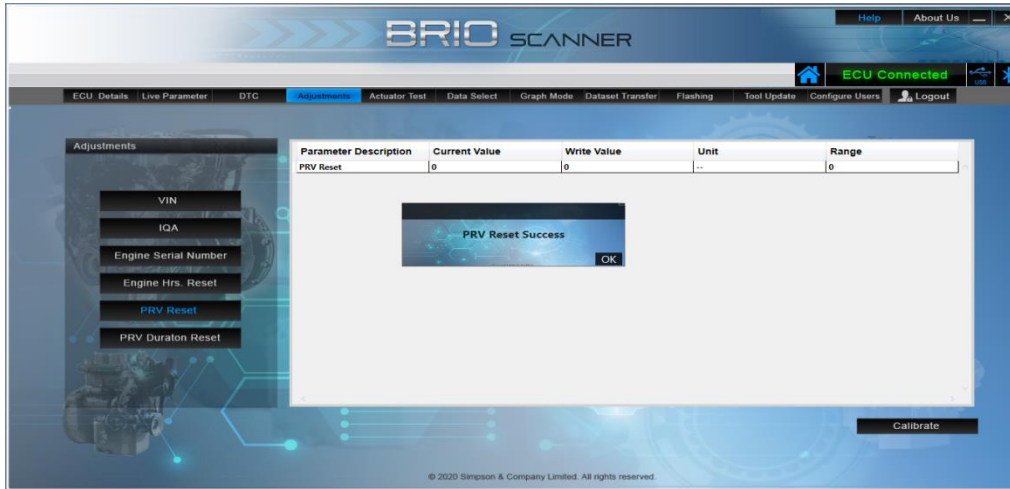 BRIO SCANNER
Help About Us
ECU Connected
USB
ECU Details Live Parameter DTC Adjustments Actuator Test Data Select Graph Mode Dataset Transfer Flashing Tool Update Configure Users Logout
Adjustments
Parameter Description Current Value Write Value Unit Range
PRV Reset 0 0 -- 0
VIN
IQA
Engine Serial Number
Engine Hrs. Reset
PRV Reset
PRV Duraton Reset
PRV Reset Success
OK
Calibrate
© 2020 Simpson & Company Limited. All rights reserved.